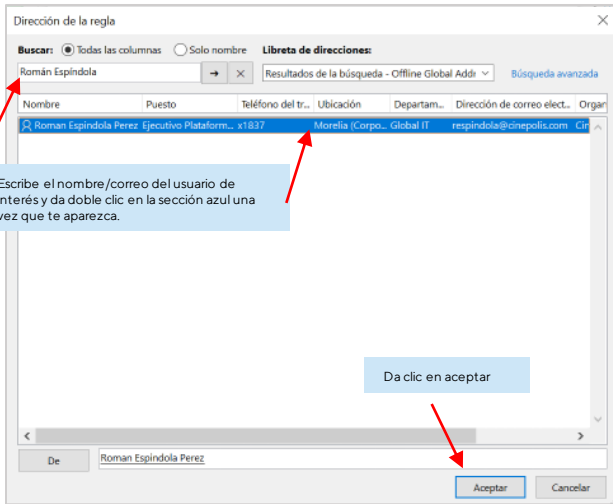 Dirección de la regla
Buscar: Todas las columnas Solo nombre Libreta de direcciones:
Román Espíndola Resultados de la búsqueda - Offline Global Addr Búsqueda avanzada
Nombre Puesto Teléfono del tr... Ubicación Departam... Dirección de correo elect... Organ
Roman Espindola Perez Ejecutivo Plataform... x1837 Morelia (Corpo... Global IT respindola@cinepolis.com Cin
Escribe el nombre/correo del usuario de
interés y da doble clic en la sección azul una
vez que te aparezca.
Da clic en aceptar
De Roman Espindola Perez
Aceptar Cancelar